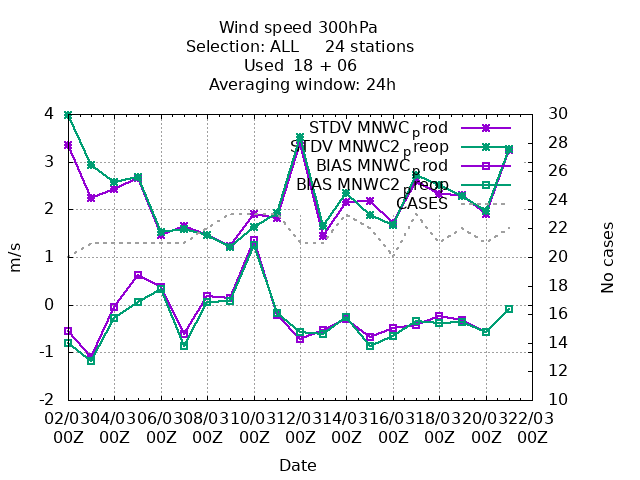 Wind speed 300hPa
Selection: ALL 24 stations
Used 18 + 06
Averaging window: 24h
4 30
STDV MNWC_prod
28
STDV MNWC2_preop
3
BIAS MNWC_prod
26
BIAS MNWC2_preop
24
CASES
2
22
1 20
m/s
No cases
18
0
16
-1 14
12
-2 10
02/03 04/03 06/03 08/03 10/03 12/03 14/03 16/03 18/03 20/03 22/03
00Z 00Z 00Z 00Z 00Z 00Z 00Z 00Z 00Z 00Z 00Z
Date